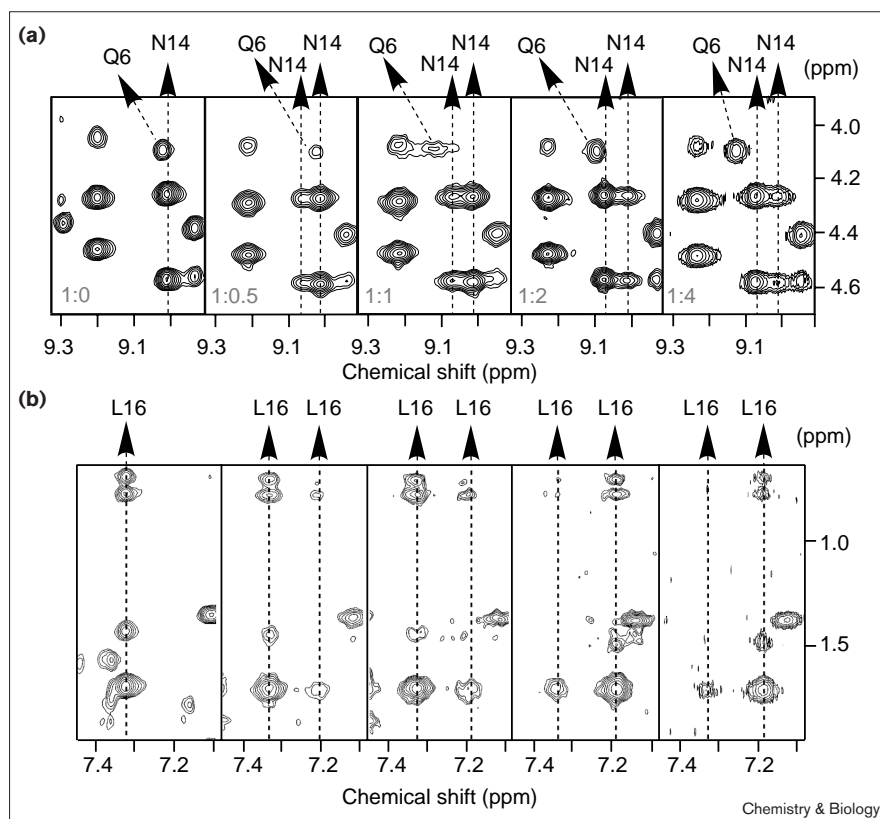 (a)
Q6 N14 Q6 N14 N14 Q6 N14 N14 Q6 N14 N14 Q6 N14 N14 (ppm)
4.0
4.2
4.4
4.6
1:0 1:0.5 1:1 1:2 1:4
9.3 9.1 9.3 9.1 9.3 9.1 9.3 9.1 9.3 9.1
Chemical shift (ppm)
(b)
L16 L16 L16 L16 L16 L16 L16 L16 L16
(ppm)
1.0
1.5
7.4 7.2 7.4 7.2 7.4 7.2 7.4 7.2 7.4 7.2
Chemical shift (ppm)
Chemistry & Biology